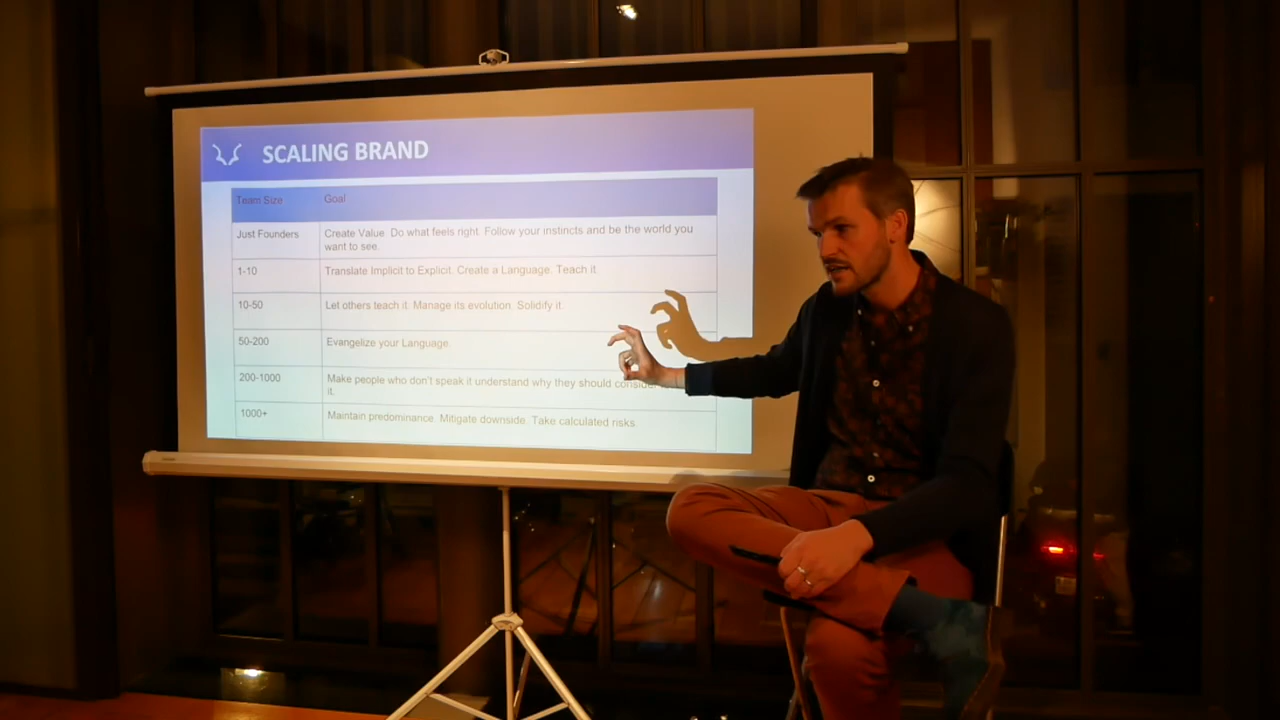 SCALING BRAND
Team Size Goal
Just Founders Create Value. Do what feels right. Follow your instincts and be the world you
want to see.
1-10 Translate Implicit to Explicit. Create a Language. Teach it
10-50 Let others teach it. Manage its evolution. Solidify it.
50-200 Evangelize your Language.
200-1000 Make people who don't speak it understand why they should
it.
1000+ Maintain predominance. Mitigate downside. Take calculated risks.